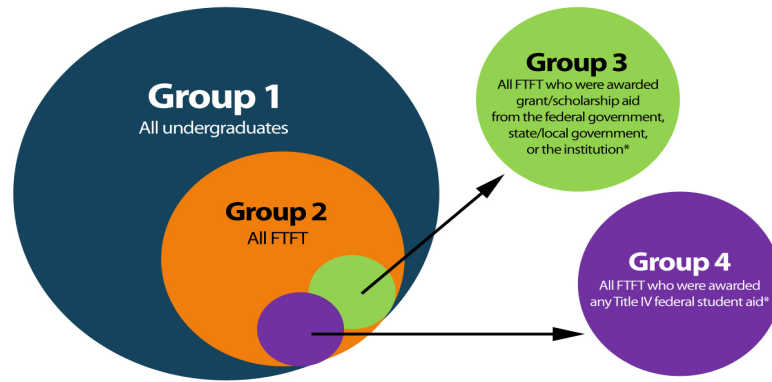 Group 1
All undergraduates
Group 2
All FTFT
Group 3
All FTFT who were awarded
grant/scholarship aid
from the federal government,
state/local government,
or the institution*
Group 4
All FTFT who were awarded
any Title IV federal student aid*